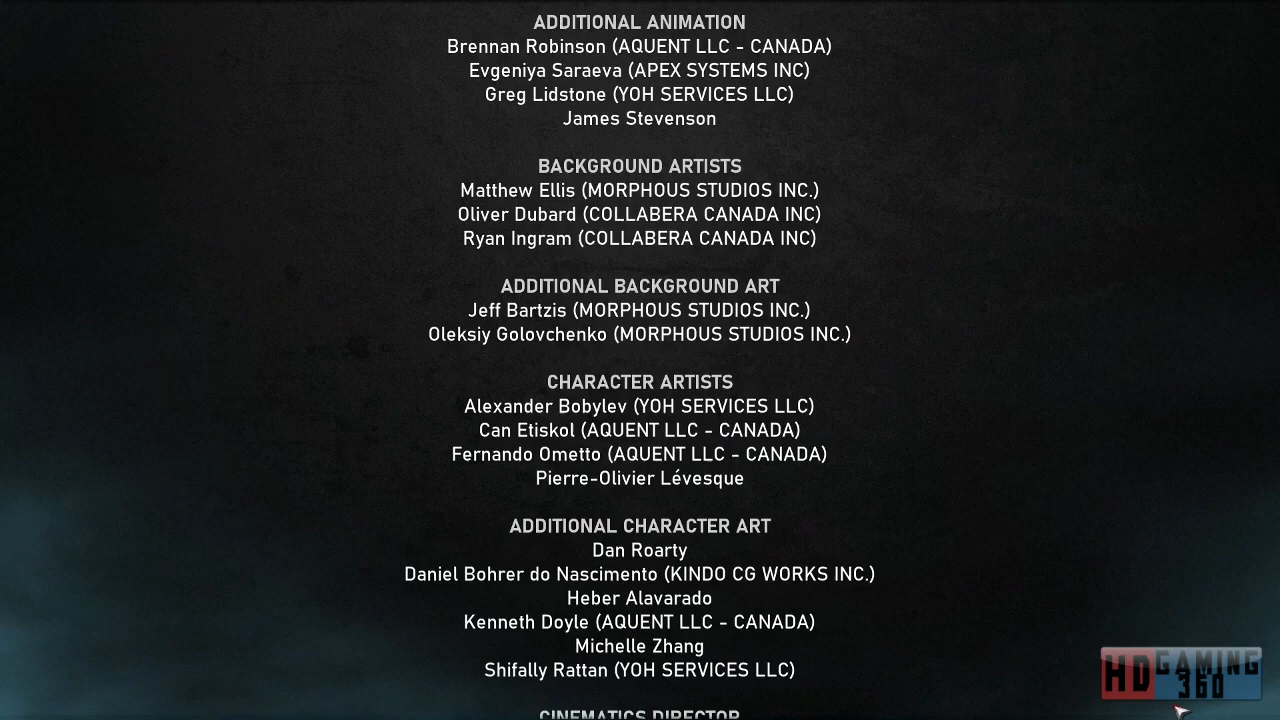 ADDITIONAL ANIMATION
Brennan Robinson (AQUENT LLC - CANADA)
Evgeniya Saraeva (APEX SYSTEMS INC)
Greg Lidstone (YOH SERVICES LLC)
James Stevenson
BACKGROUND ARTISTS
Matthew Ellis (MORPHOUS STUDIOS INC.)
Oliver Dubard (COLLABERA CANADA INC)
Ryan Ingram (COLLABERA CANADA INC)
ADDITIONAL BACKGROUND ART
Jeff Bartzis (MORPHOUS STUDIOS INC.)
Oleksiy Golovchenko (MORPHOUS STUDIOS INC.)
CHARACTER ARTISTS
Alexander Bobylev (YOH SERVICES LLC)
Can Etiskol (AQUENT LLC - CANADA)
Fernando Ometto (AQUENT LLC - CANADA)
Pierre-Olivier Lévesque
ADDITIONAL CHARACTER ART
Dan Roarty
Daniel Bohrer do Nascimento (KINDO CG WORKS INC.)
Heber Alavarado
Kenneth Doyle (AQUENT LLC - CANADA)
Michelle Zhang
Shifally Rattan (YOH SERVICES LLC)
CINEMATICS DIRECTOR
HD GAMING
360